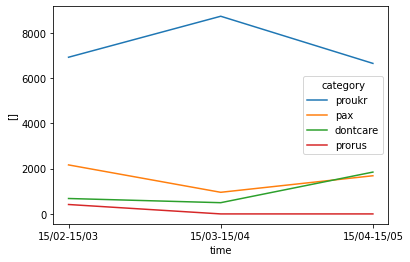 8000
6000
4000
2000
0
[]
category
proukr
pax
dontcare
prorus
15/02-15/03
15/03-15/04
15/04-15/05
time